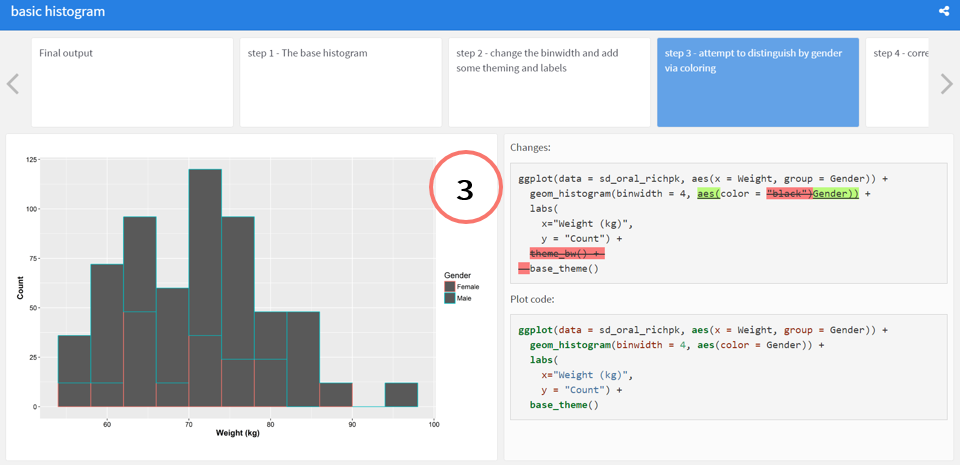 basic histogram
Final output
step 1 - The base histogram
step 2 - change the binwidth and add
some theming and labels
step 3 - attempt to distinguish by gender
via coloring
step 4 - corre
Changes:
ggplot(data = sd_oral_richpk, aes(x = Weight, group = Gender)) +
geom_histogram(binwidth = 4, aes(color = "black")Gender)) +
labs(
x="Weight (kg)",
y = "Count") +
theme_bw() +
base_theme()
Plot code:
ggplot(data = sd_oral_richpk, aes(x = Weight, group = Gender)) +
geom_histogram(binwidth = 4, aes(color = Gender)) +
labs(
x="Weight (kg)",
y = "Count") +
base_theme()
3
125
100
75
50
25
0
Count
60
70
80
90
100
Weight (kg)
Gender
Female
Male